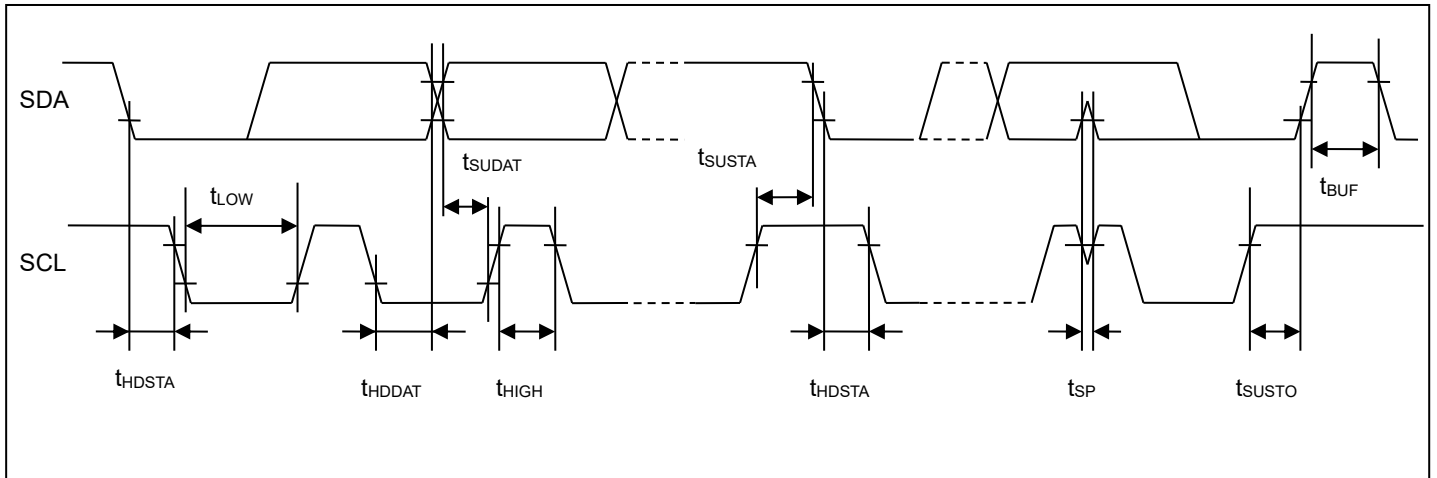 SDA
tSUDAT
tSUSTA
tBUF
tLOW
SCL
tHDSTA
tHDDAT
tHIGH
tHDSTA
tSP
tSUSTO